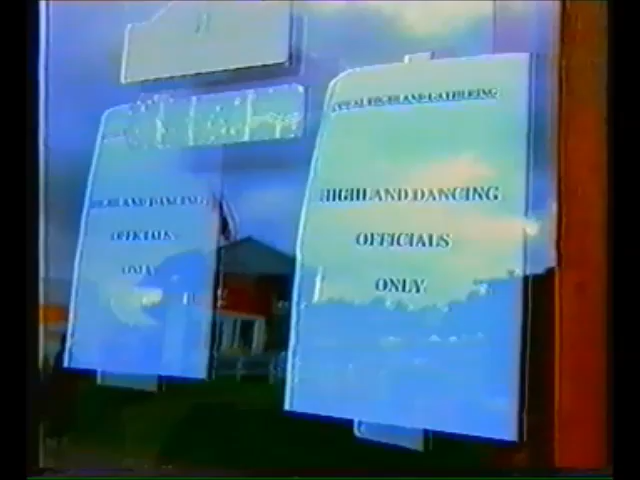 HIGHLAND DANCING
OFFICIALS
ONLY
HIGHLAND GATHERING
HIGHLAND DANCING
OFFICIALS
ONLY